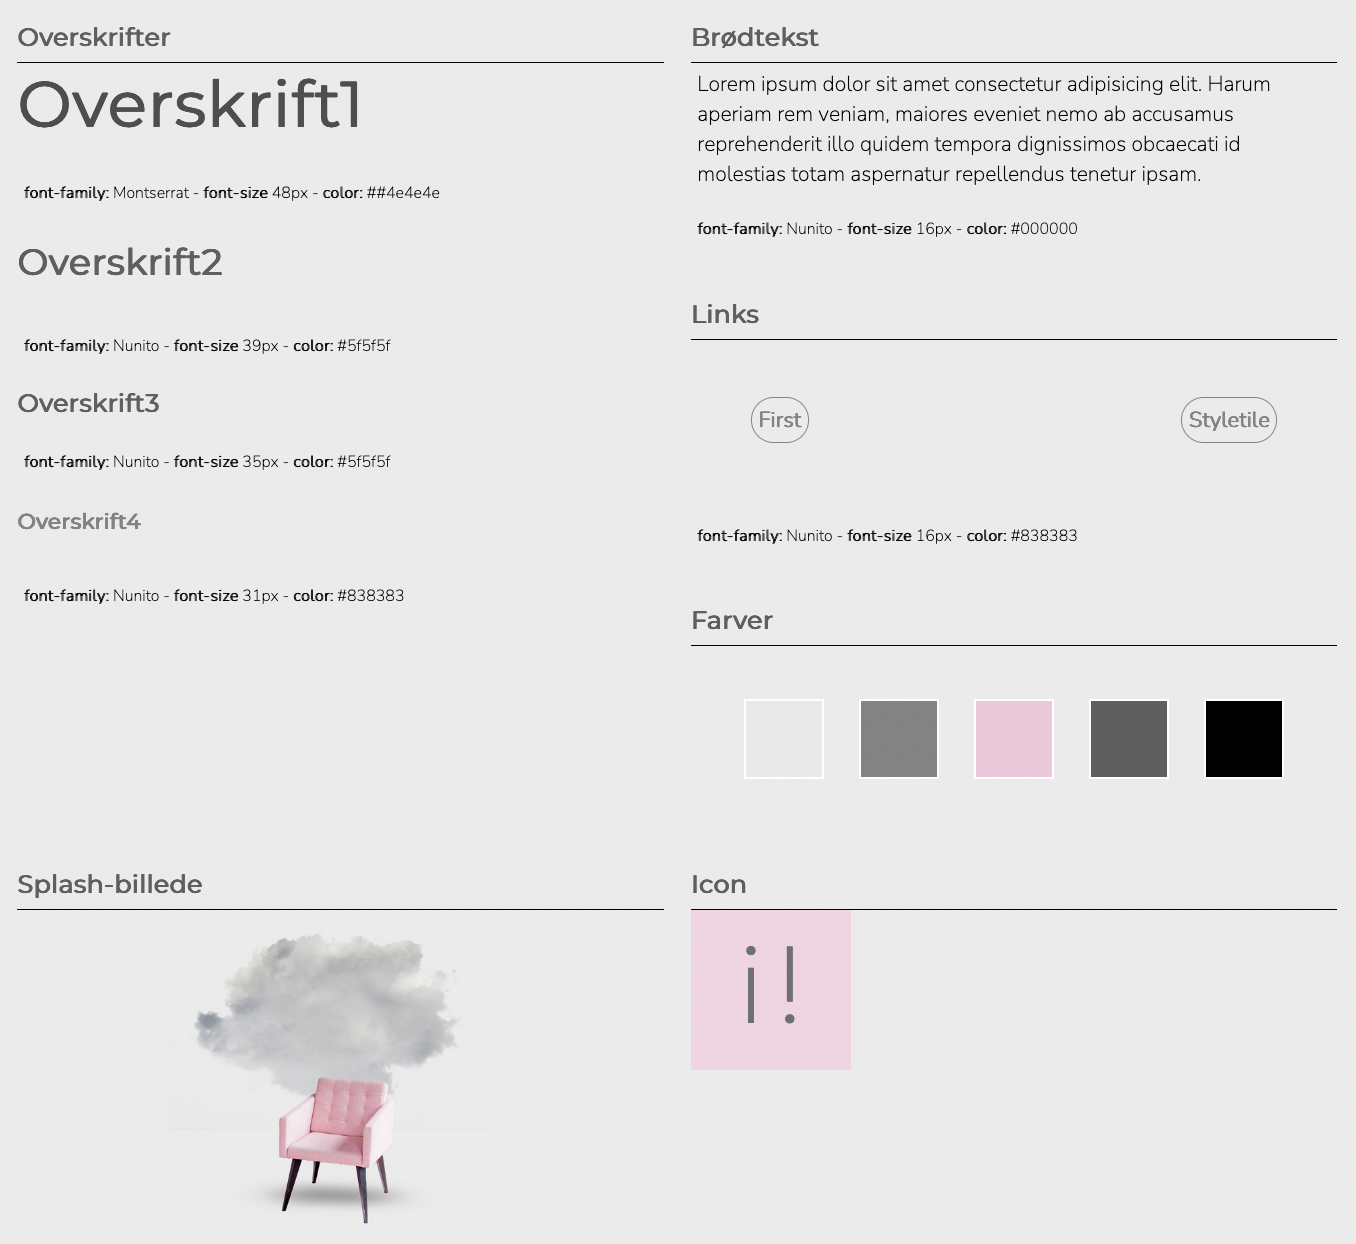 Overskrifter
Overskrift1
font-family: Montserrat - font-size 48px - color: ##4e4e4e
Overskrift2
font-family: Nunito - font-size 39px - color: #5f5f5f
Overskrift3
font-family: Nunito - font-size 35px - color: #5f5f5f
Overskrift4
font-family: Nunito - font-size 31px - color: #838383
Brødtekst
Lorem ipsum dolor sit amet consectetur adipisicing elit. Harum
aperiam rem veniam, maiores eveniet nemo ab accusamus
reprehenderit illo quidem tempora dignissimos obcaecati id
molestias totam aspernatur repellendus tenetur ipsam.
font-family: Nunito - font-size 16px - color: #000000
Links
First Styletile
font-family: Nunito - font-size 16px - color: #838383
Farver
Splash-billede
Icon
i!